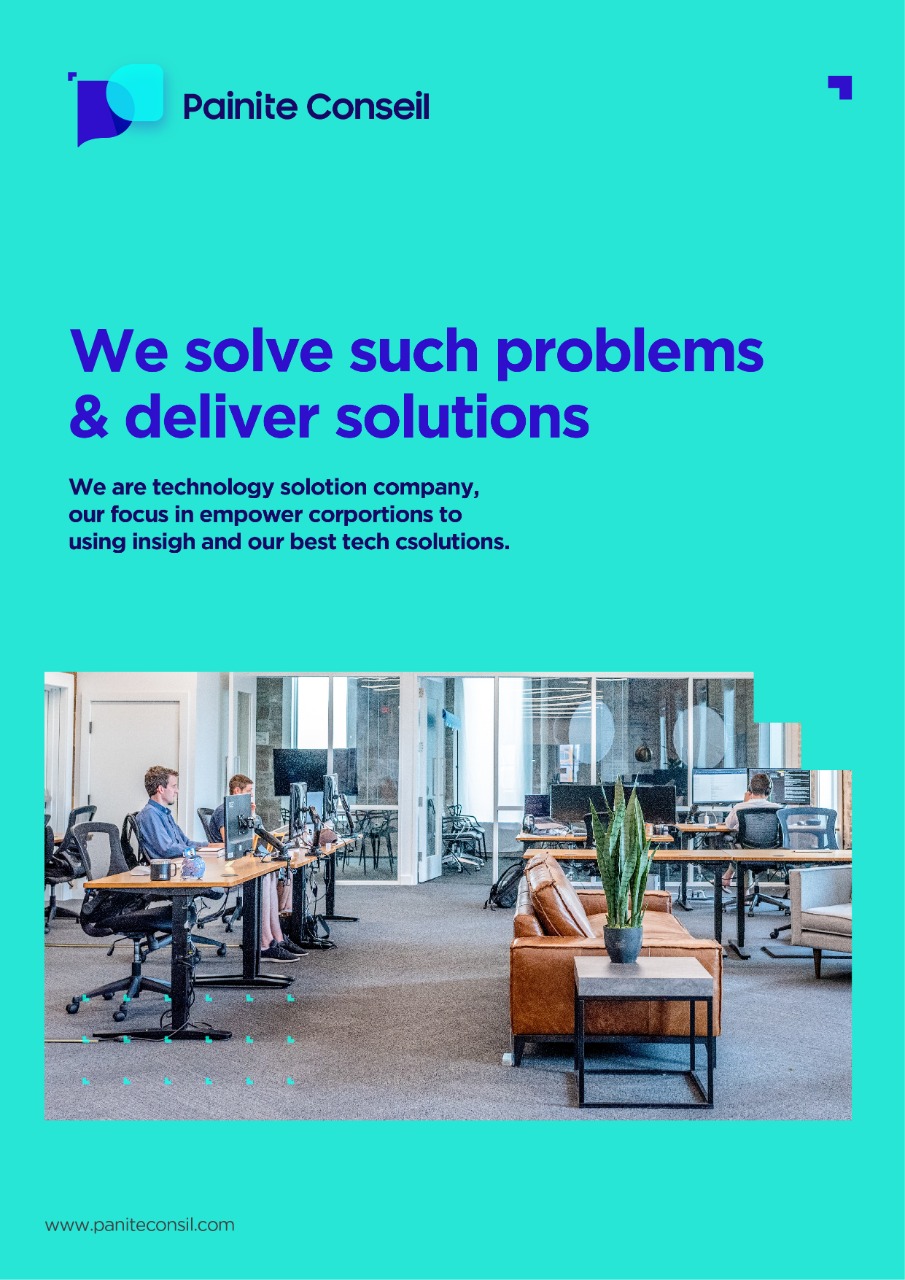 Painite Conseil
We solve such problems
& deliver solutions
We are technology solotion company,
our focus in empower corportions to
using insigh and our best tech csolutions.
www.paniteconsil.com